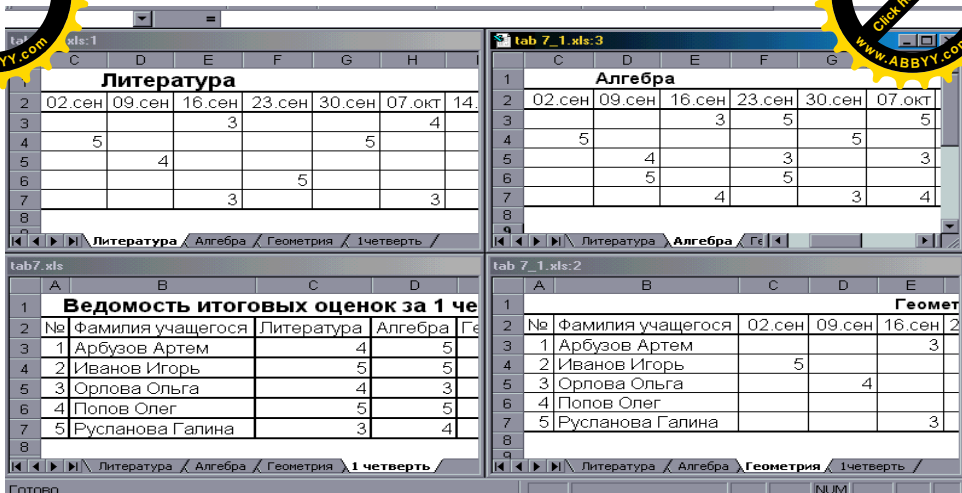 =
xls:1
C D E F G H
Литература
2 02.сен 09.сен 16.сен 23.сен 30.сен 07.окт 14.
3 3 4
4 5 5
5 4
6 5
7 3 3
8
Литература Алгебра Геометрия 1четверть
tab 7_1.xls:3
C D E F G
1 Алгебра
2 02.сен 09.сен 16.сен 23.сен 30.сен 07.окт
3 3 5 5
4 5 5
5 4 3 3
6 5 5
7 4 3 4
8
9
Литература Алгебра Ге
tab7.xls
A B C D
1 Ведомость итоговых оценок за 1 че
2 № Фамилия учащегося Литература Алгебра Ге
3 1 Арбузов Артем 4 5
4 2 Иванов Игорь 5 5
5 3 Орлова Ольга 4 3
6 4 Попов Олег 5 5
7 5 Русланова Галина 3 4
8
Литература Алгебра Геометрия 1 четверть
tab 7_1.xls:2
A B C D E
1 Геомет
2 № Фамилия учащегося 02.сен 09.сен 16.сен 2
3 1 Арбузов Артем 3
4 2 Иванов Игорь 5
5 3 Орлова Ольга 4
6 4 Попов Олег
7 5 Русланова Галина 3
8
9
Литература Алгебра Геометрия 1четверть
Готово NUM
YY.com
Click
www.ABBYY.co